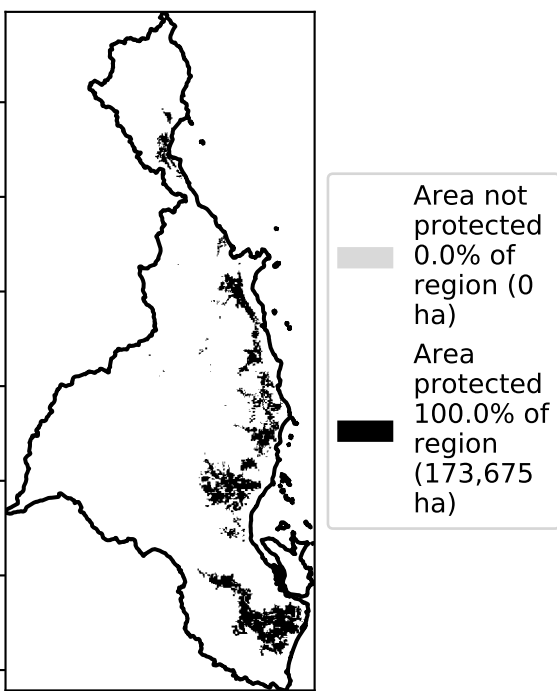 Area not
protected
0.0% of
region (0
ha)
Area
protected
100.0% of
region
(173,675
ha)